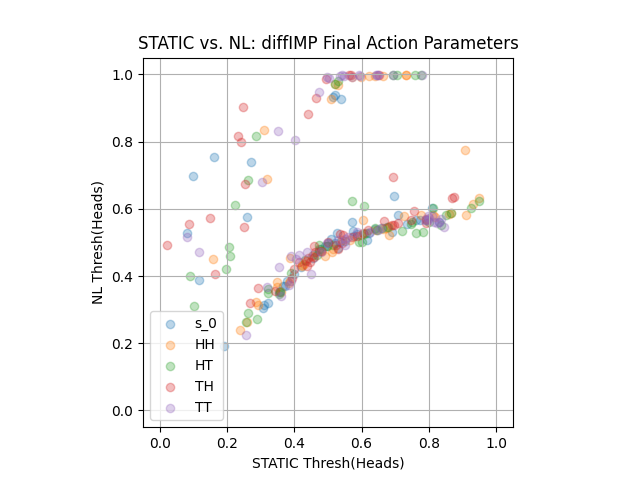 STATIC vs. NL: diffIMP Final Action Parameters
1.0
0.8
0.6
0.4
0.2
0.0
NL Thresh(Heads)
s_0
HH
HT
TH
TT
0.0 0.2 0.4 0.6 0.8 1.0
STATIC Thresh(Heads)